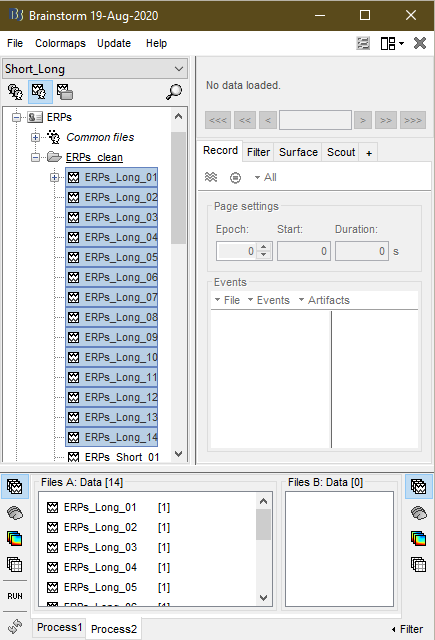 Brainstorm 19-Aug-2020
File Colormaps Update Help
Short_Long
ERPs
Common files
ERPs_clean
ERPs_Long_01
ERPs_Long_02
ERPs_Long_03
ERPs_Long_04
ERPs_Long_05
ERPs_Long_06
ERPs_Long_07
ERPs_Long_08
ERPs_Long_09
ERPs_Long_10
ERPs_Long_11
ERPs_Long_12
ERPs_Long_13
ERPs_Long_14
ERPs_Short_01
No data loaded.
<<< << < > >> >>>
Record Filter Surface Scout +
All
Page settings
Epoch: Start: Duration:
0 0 0 s
Events
File Events Artifacts
Files A: Data [14]
ERPs_Long_01 [1]
ERPs_Long_02 [1]
ERPs_Long_03 [1]
ERPs_Long_04 [1]
ERPs_Long_05 [1]
ERPs_Long_06 [1]
Files B: Data [0]
RUN
Process1 Process2
Filter